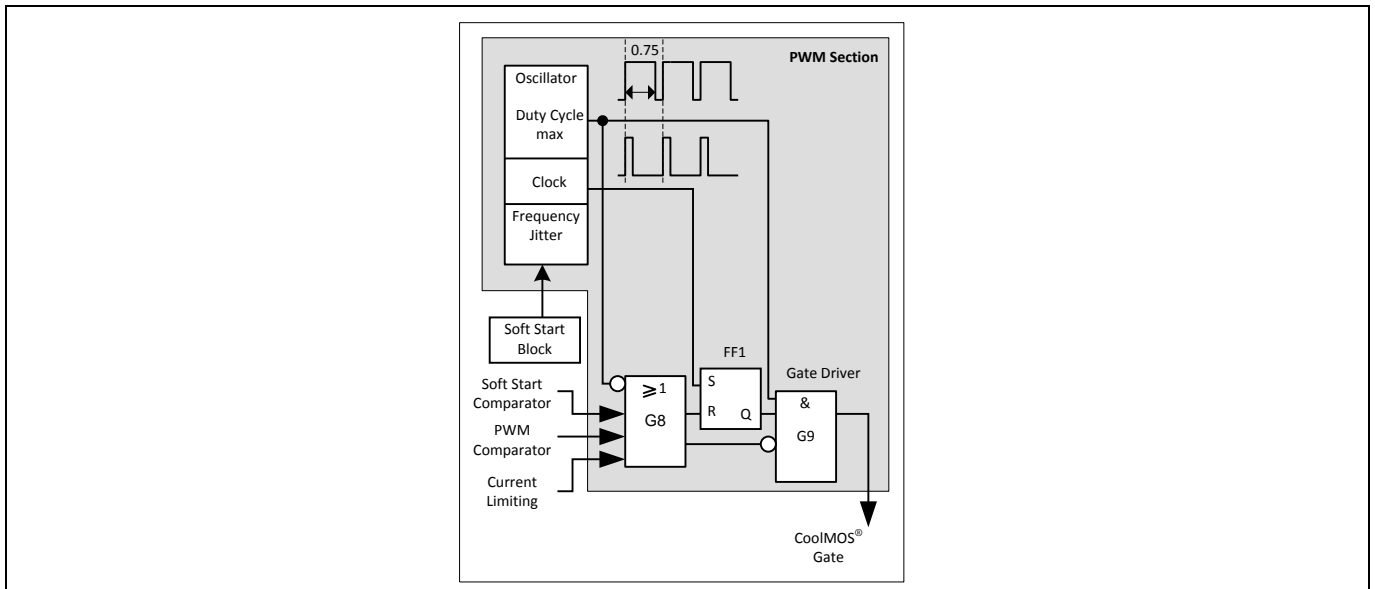 0.75
PWM Section
Oscillator
Duty Cycle
max
Clock
Frequency
Jitter
Soft Start
Block
FF1
Gate Driver
Soft Start
Comparator
PWM
Comparator
Current
Limiting
⩾1
G8
S
R Q
&
G9
CoolMOS®
Gate